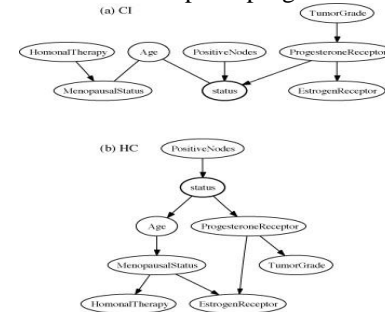 (a) CI
TumorGrade
HomonalTherapy
Age
PositiveNodes
ProgesteroneReceptor
MenopausalStatus
status
EstrogenReceptor
(b) HC
PositiveNodes
status
Age
ProgesteroneReceptor
MenopausalStatus
TumorGrade
HomonalTherapy
EstrogenReceptor